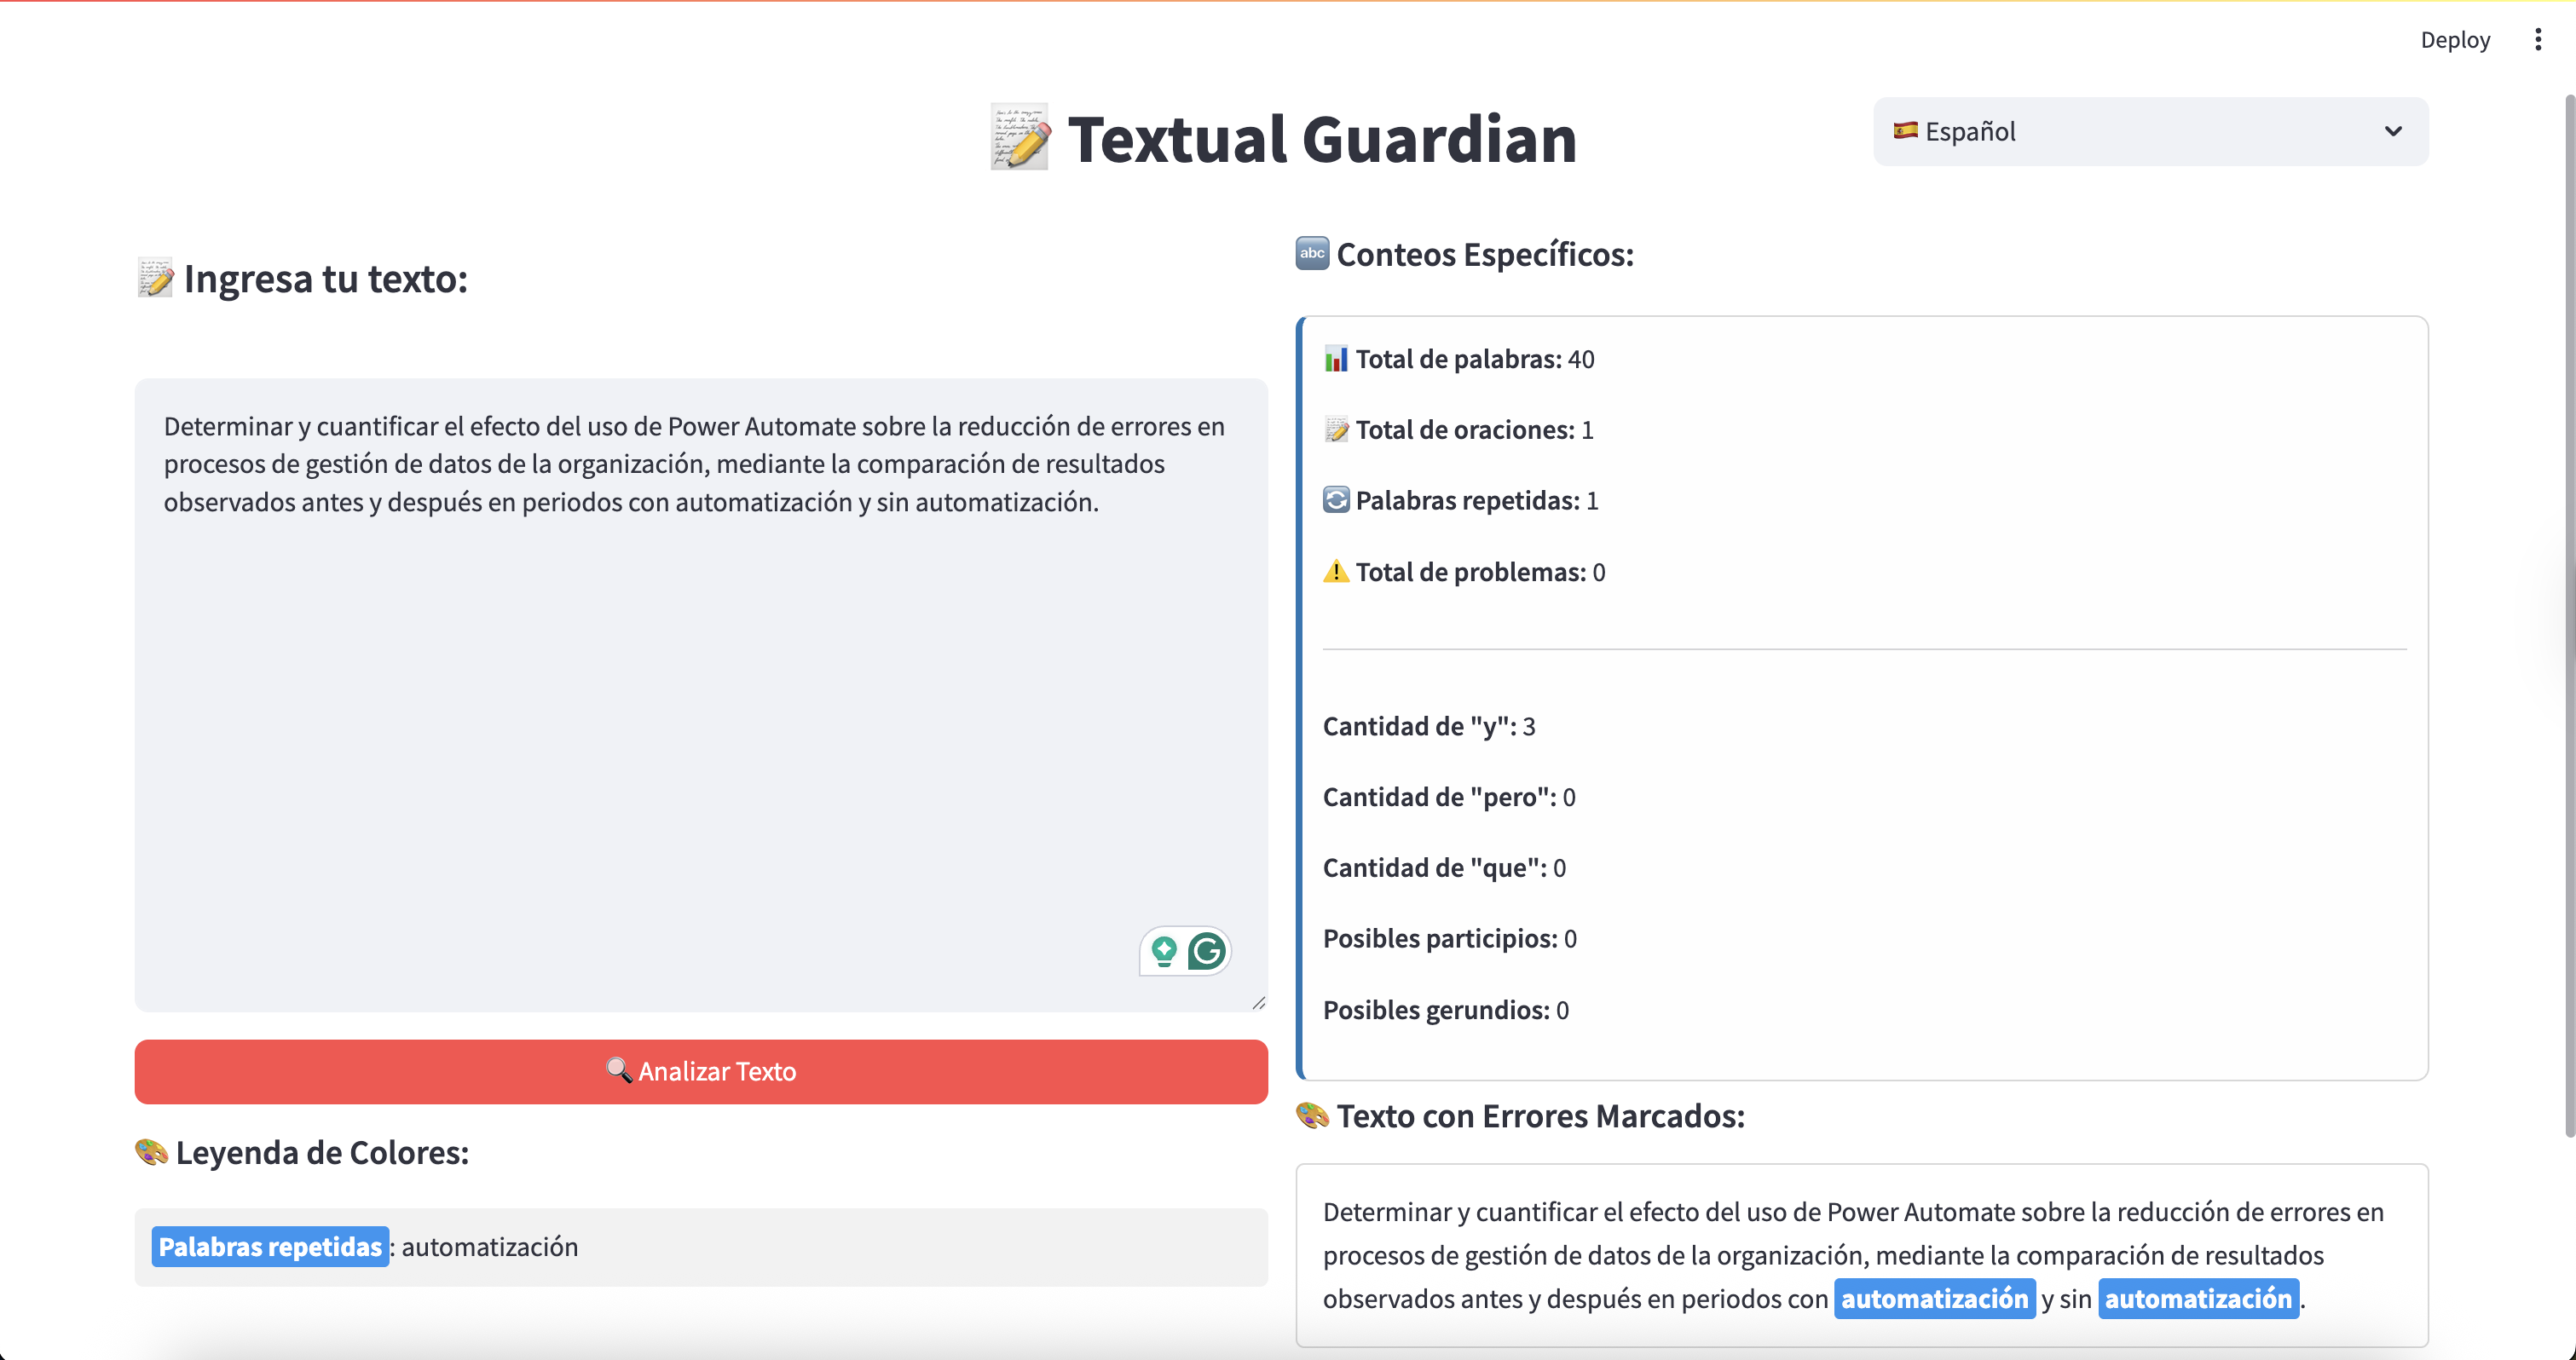 Deploy
Textual Guardian
Español
Ingresa tu texto:
Determinar y cuantificar el efecto del uso de Power Automate sobre la reducción de errores en
procesos de gestión de datos de la organización, mediante la comparación de resultados
observados antes y después en periodos con automatización y sin automatización.
Analizar Texto
Leyenda de Colores:
Palabras repetidas: automatización
abc Conteos Específicos:
Total de palabras: 40
Total de oraciones: 1
Palabras repetidas: 1
Total de problemas: 0
Cantidad de "y": 3
Cantidad de "pero": 0
Cantidad de "que": 0
Posibles participios: 0
Posibles gerundios: 0
Texto con Errores Marcados:
Determinar y cuantificar el efecto del uso de Power Automate sobre la reducción de errores en
procesos de gestión de datos de la organización, mediante la comparación de resultados
observados antes y después en periodos con automatización y sin automatización.